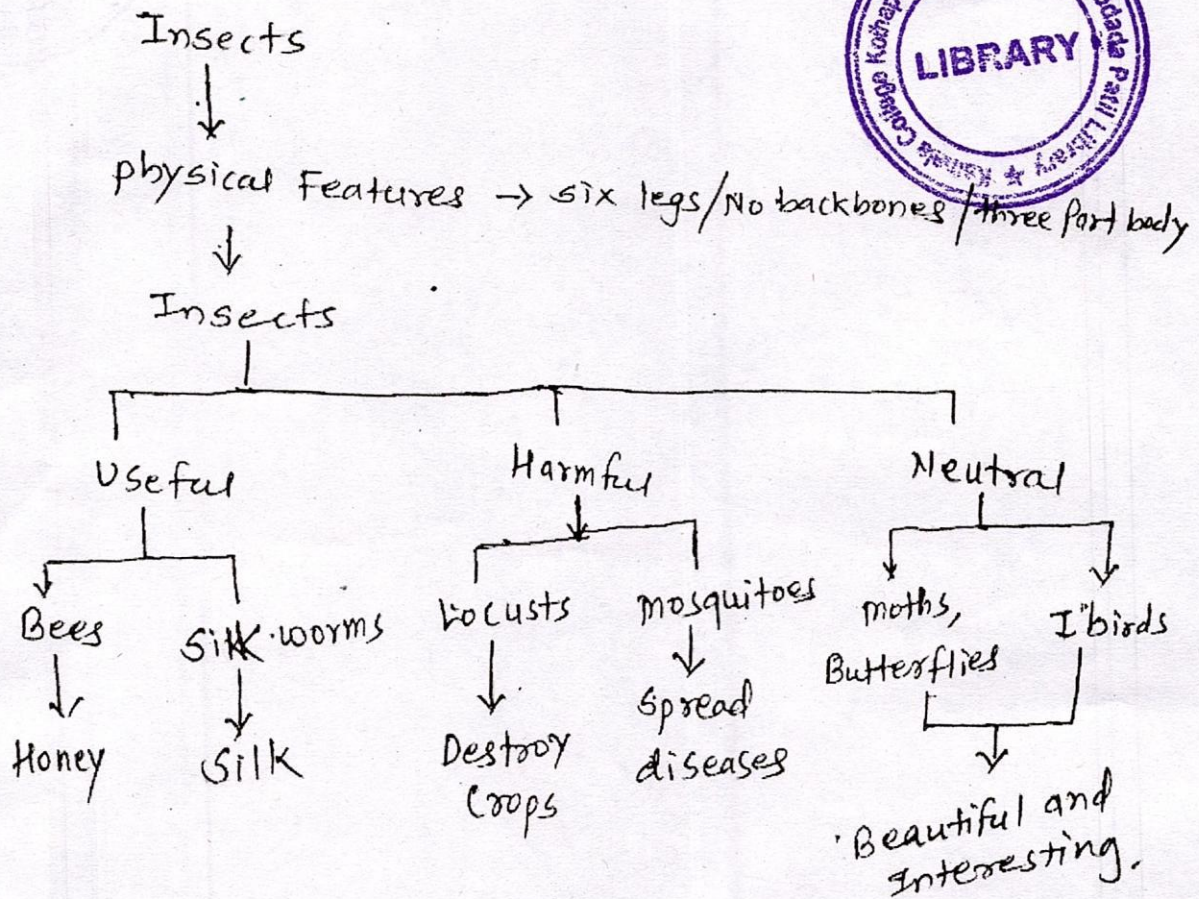 LIBRARY
Insects
physical Features → six legs/No backbones/three Part body
Insects
Useful
Harmful
Neutral
Bees
Silk worms
Locusts
mosquitoes
moths,
Butterflies
I"birds
Honey
Silk
Destroy
Crops
Spread
diseases
Beautiful and
Interesting.